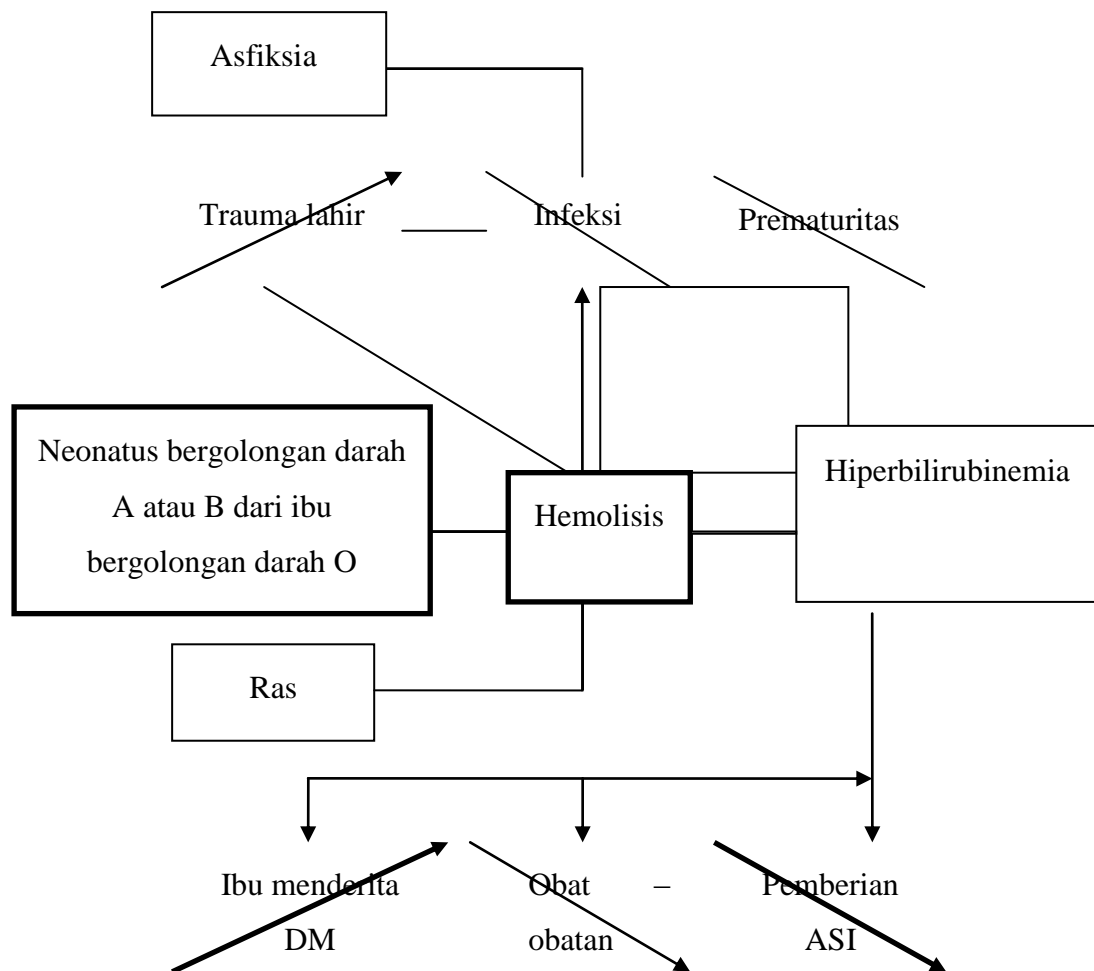 Asfiksia
Trauma lahir
Infeksi
Prematuritas
Neonatus bergolongan darah
A atau B dari ibu
bergolongan darah O
Hemolisis
Hiperbilirubinemia
Ras
Ibu menderita
DM
Obat –
obatan
Pemberian
ASI